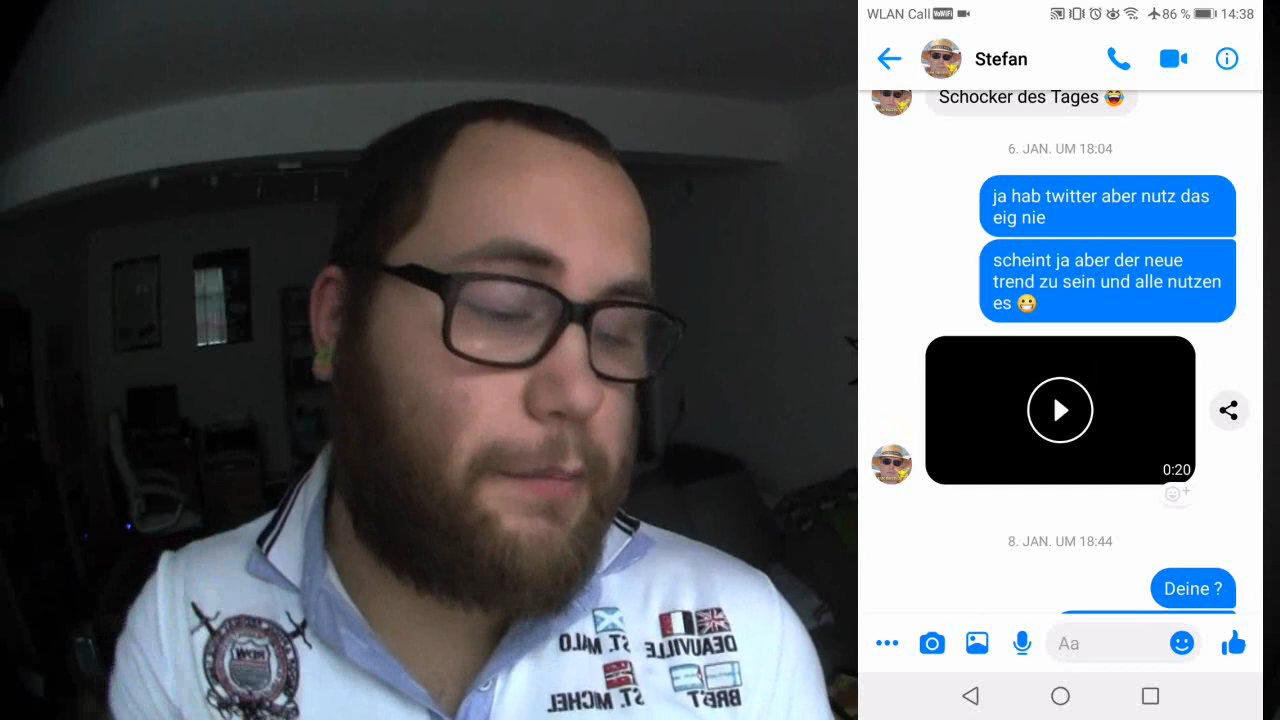 WLAN Call VoWiFi 86 % 14:38
Stefan
Schocker des Tages 😂
6. JAN. UM 18:04
ja hab twitter aber nutz das
eig nie
scheint ja aber der neue
trend zu sein und alle nutzen
es 😬
0:20
8. JAN. UM 18:44
Deine ?
Aa
ST. MALO
DEAUVILLE
ST. MICHEL
BREST